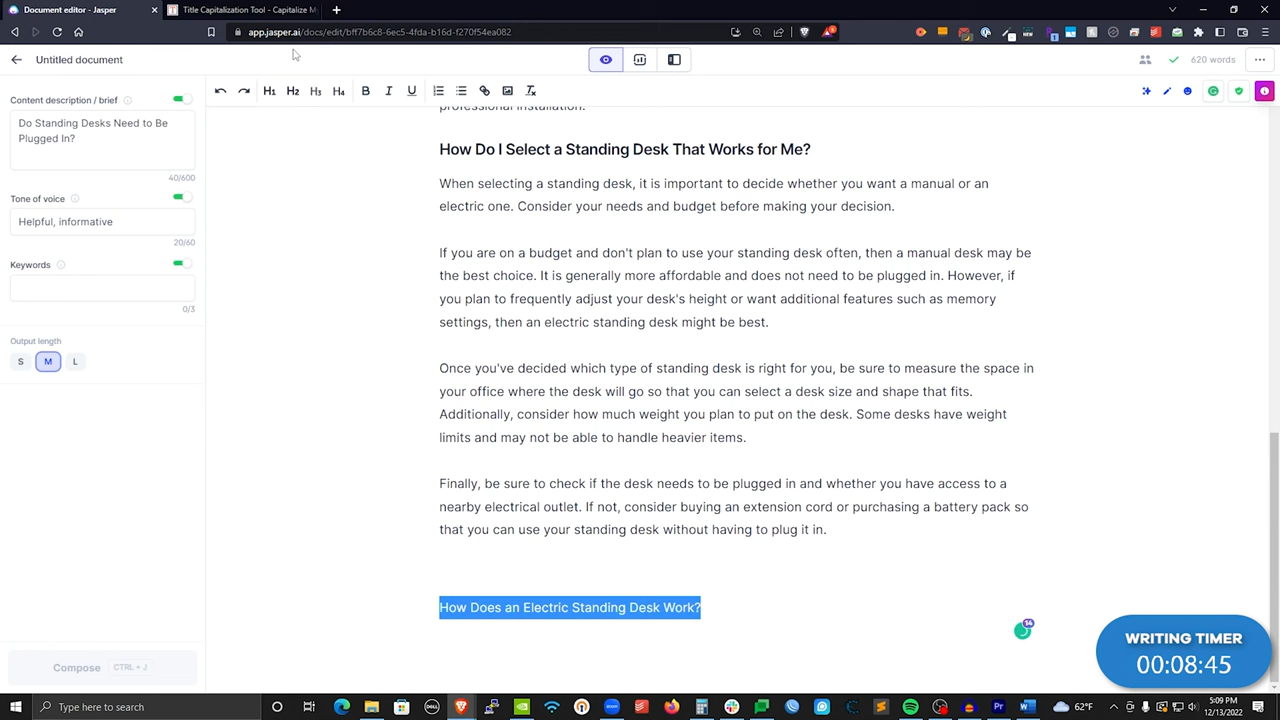 Document editor - Jasper
Title Capitalization Tool - Capitalize M
app.jasper.ai/docs/edit/bff7b6c8-6ec5-4fda-b16d-f270f54ea082
Untitled document
620 words
H1 H2 H3 H4 B I U
Content description / brief
Do Standing Desks Need to Be
Plugged In?
40/600
Tone of voice
Helpful, informative
20/60
Keywords
0/3
Output length
S M L
Compose CTRL + J
professional installation.
How Do I Select a Standing Desk That Works for Me?
When selecting a standing desk, it is important to decide whether you want a manual or an
electric one. Consider your needs and budget before making your decision.
If you are on a budget and don't plan to use your standing desk often, then a manual desk may be
the best choice. It is generally more affordable and does not need to be plugged in. However, if
you plan to frequently adjust your desk's height or want additional features such as memory
settings, then an electric standing desk might be best.
Once you've decided which type of standing desk is right for you, be sure to measure the space in
your office where the desk will go so that you can select a desk size and shape that fits.
Additionally, consider how much weight you plan to put on the desk. Some desks have weight
limits and may not be able to handle heavier items.
Finally, be sure to check if the desk needs to be plugged in and whether you have access to a
nearby electrical outlet. If not, consider buying an extension cord or purchasing a battery pack so
that you can use your standing desk without having to plug it in.
How Does an Electric Standing Desk Work?
14
WRITING TIMER
00:08:45
Type here to search
62°F
5:09 PM
12/13/2022